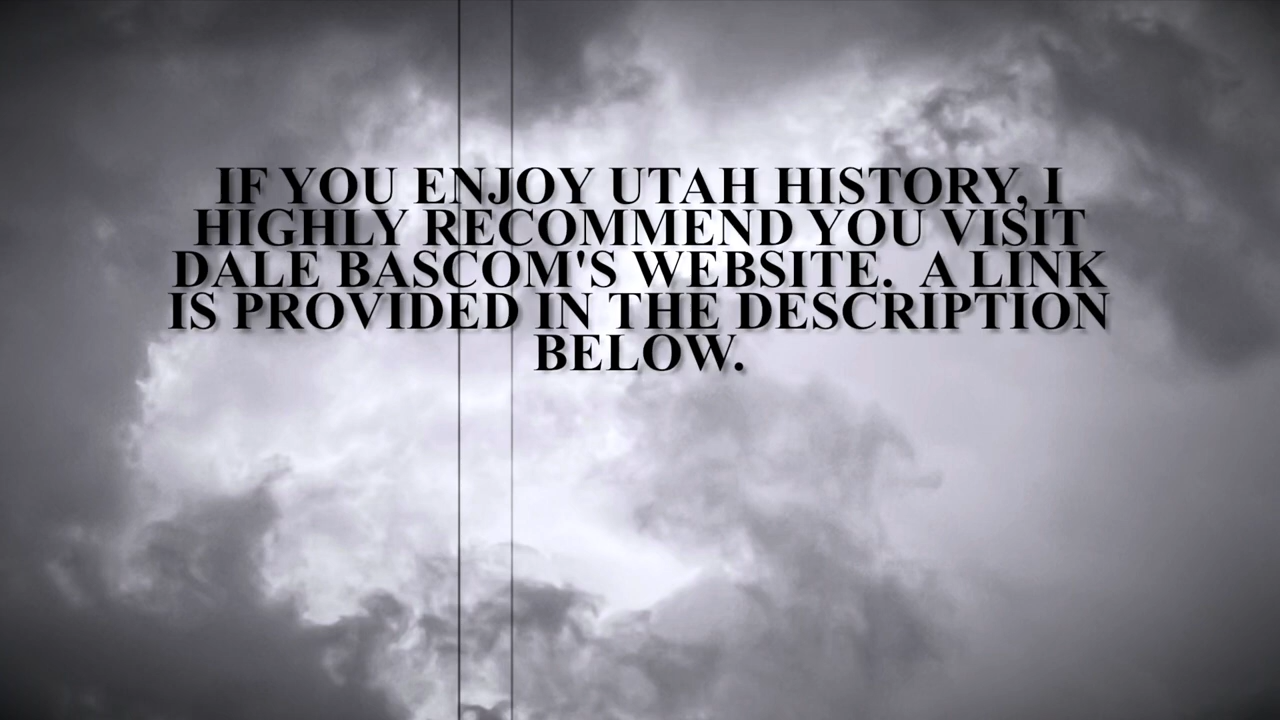 IF YOU ENJOY UTAH HISTORY, I
HIGHLY RECOMMEND YOU VISIT
DALE BASCOM'S WEBSITE.  A LINK
IS PROVIDED IN THE DESCRIPTION
BELOW.